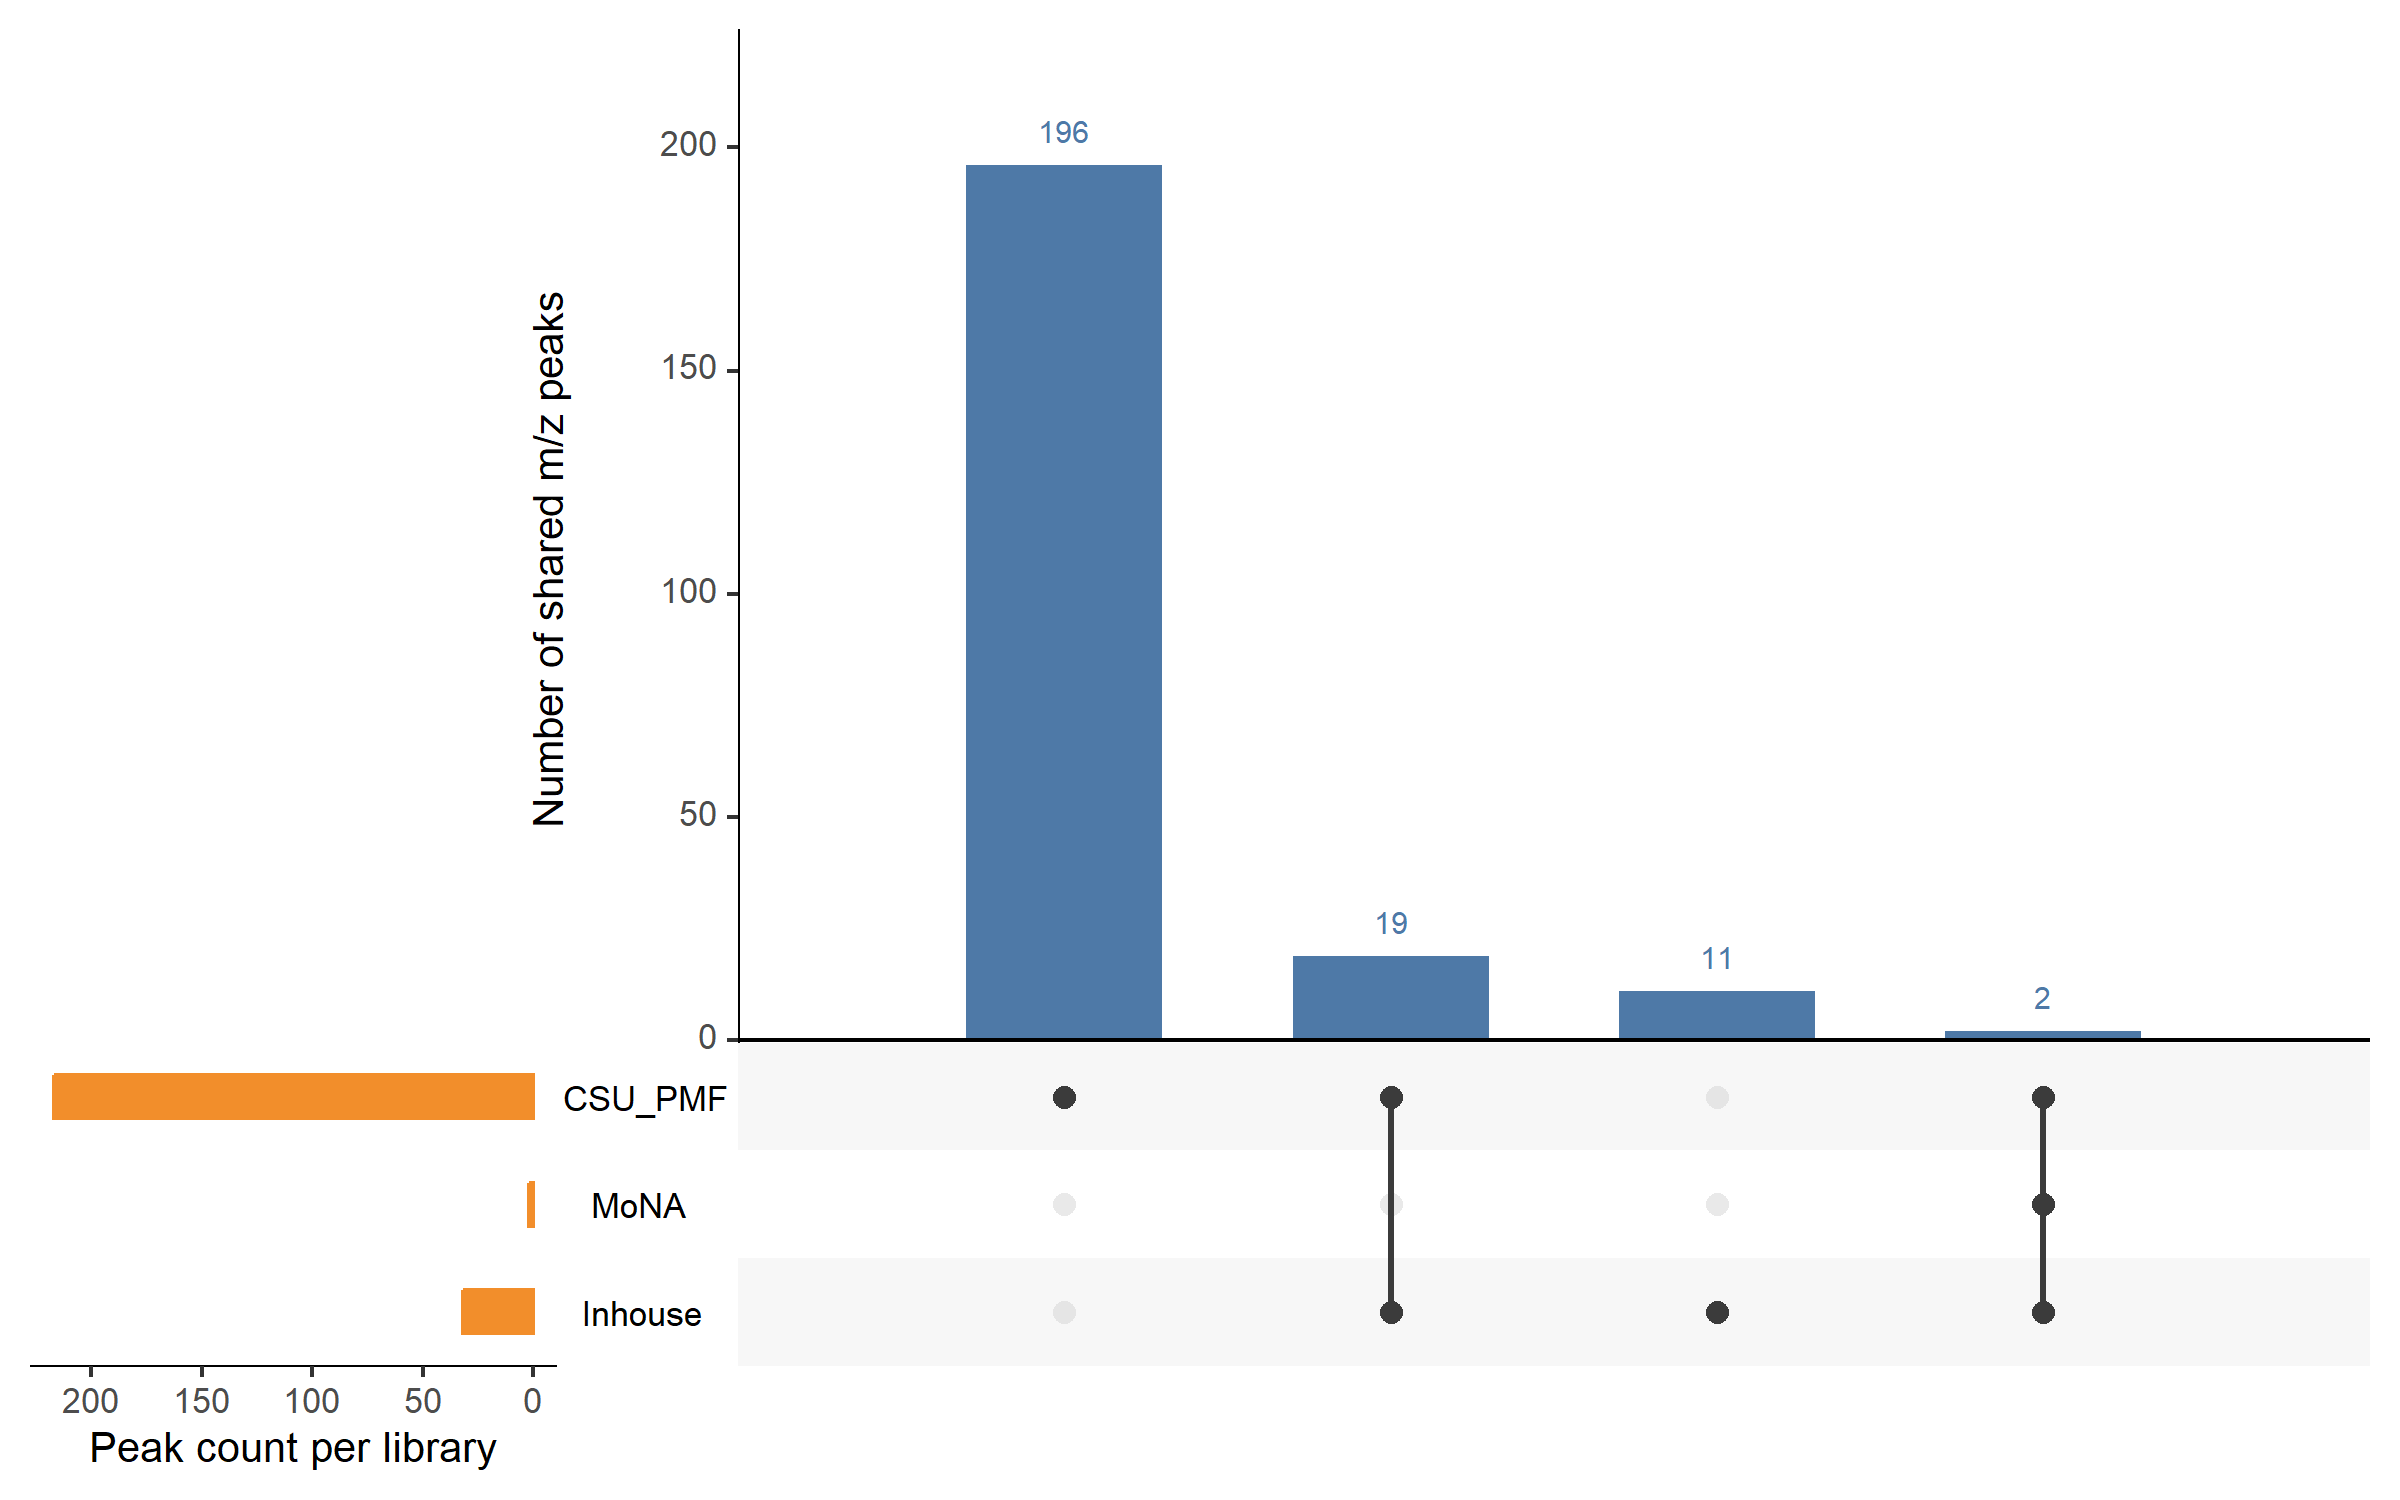 Number of shared m/z peaks
200
150
100
50
0
196
19
11
2
CSU_PMF
MoNA
Inhouse
200 150 100 50 0
Peak count per library